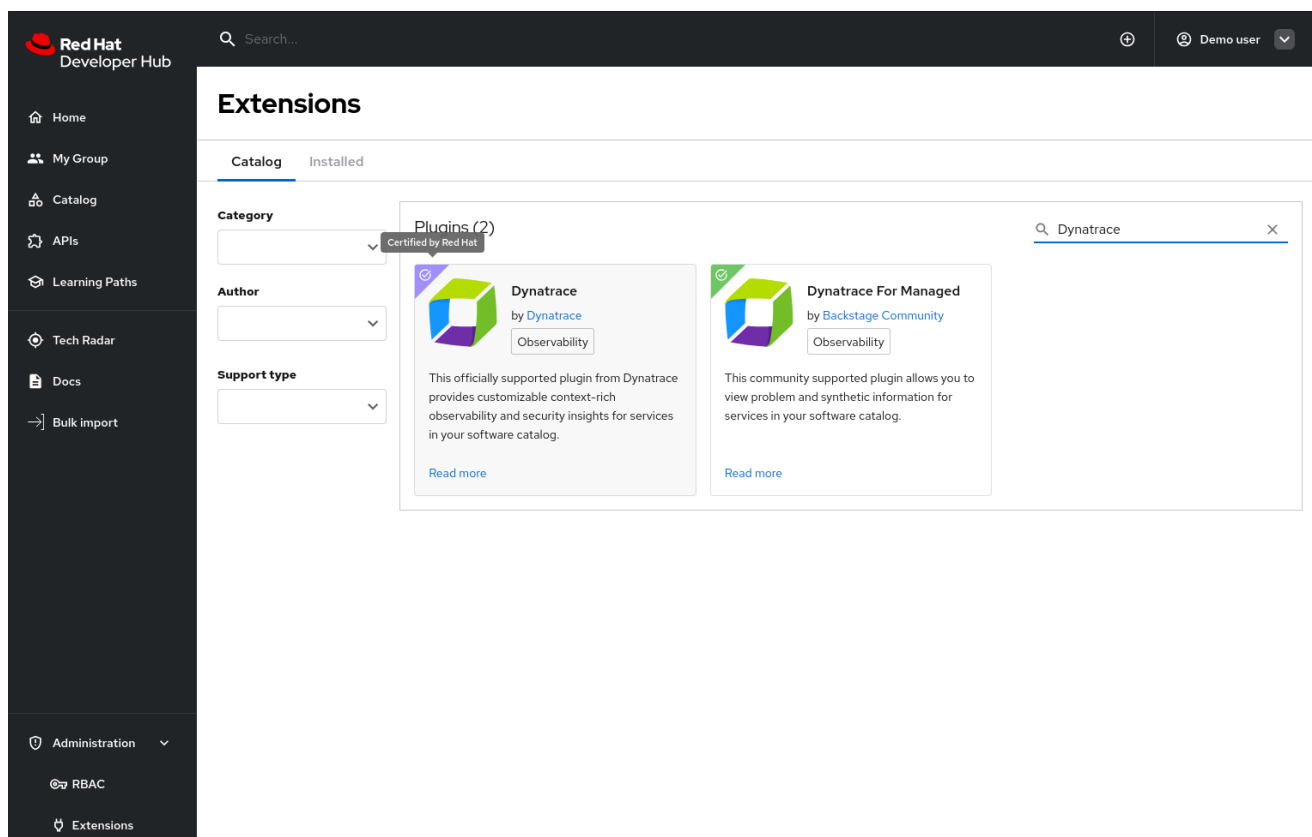 Red Hat
Developer Hub
Search...
Demo user
Home
My Group
Catalog
APIs
Learning Paths
Tech Radar
Docs
Bulk import
Administration
RBAC
Extensions
Extensions
Catalog
Installed
Category
Author
Support type
Plugins (2)
Dynatrace
Certified by Red Hat
Dynatrace
by Dynatrace
Observability
This officially supported plugin from Dynatrace
provides customizable context-rich
observability and security insights for services
in your software catalog.
Read more
Dynatrace For Managed
by Backstage Community
Observability
This community supported plugin allows you to
view problem and synthetic information for
services in your software catalog.
Read more